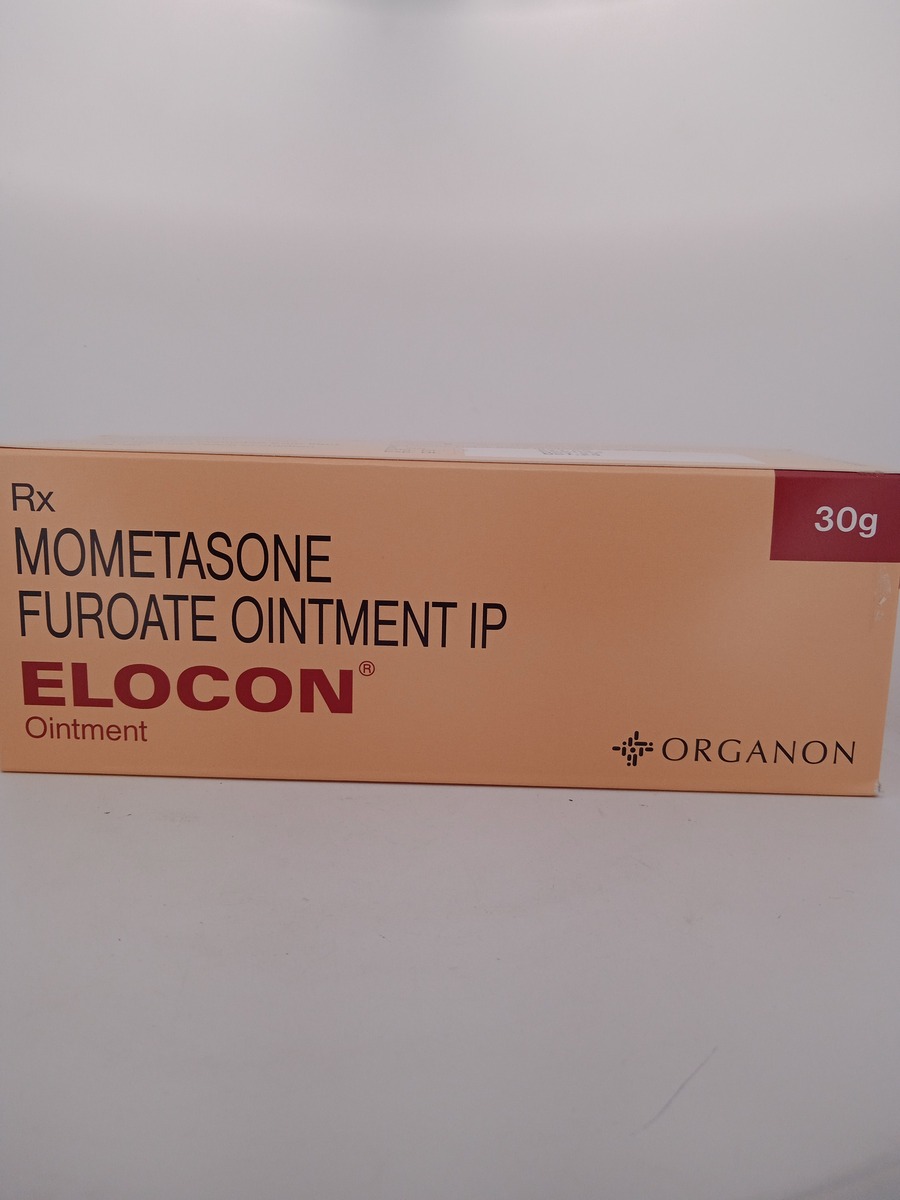 Rx
MOMETASONE
FUROATE OINTMENT IP
ELOCON®
Ointment
30g
ORGANON